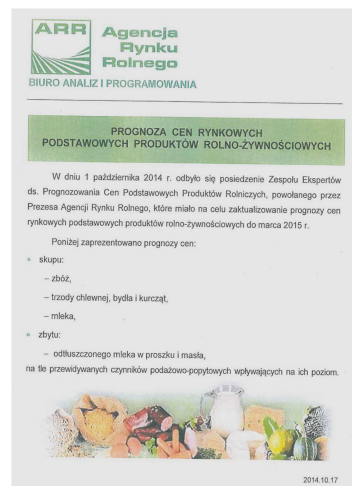 ARR Agencja
Rynku
Rolnego
BIURO ANALIZ I PROGRAMOWANIA
PROGNOZA CEN RYNKOWYCH
PODSTAWOWYCH PRODUKTÓW ROLNO-ŻYWNOŚCIOWYCH
W dniu 1 października 2014 r. odbyło się posiedzenie Zespołu Ekspertów
ds. Prognozowania Cen Podstawowych Produktów Rolniczych, powołanego przez
Prezesa Agencji Rynku Rolnego, które miało na celu zaktualizowanie prognozy cen
rynkowych podstawowych produktów rolno-żywnościowych do marca 2015 r.
Poniżej zaprezentowano prognozy cen:
• skupu:
– zbóż,
– trzody chlewnej, bydła i kurcząt,
– mleka,
• zbytu:
– odtłuszczonego mleka w proszku i masła,
na tle przewidywanych czynników podażowo-popytowych wpływających na ich poziom.
2014.10.17